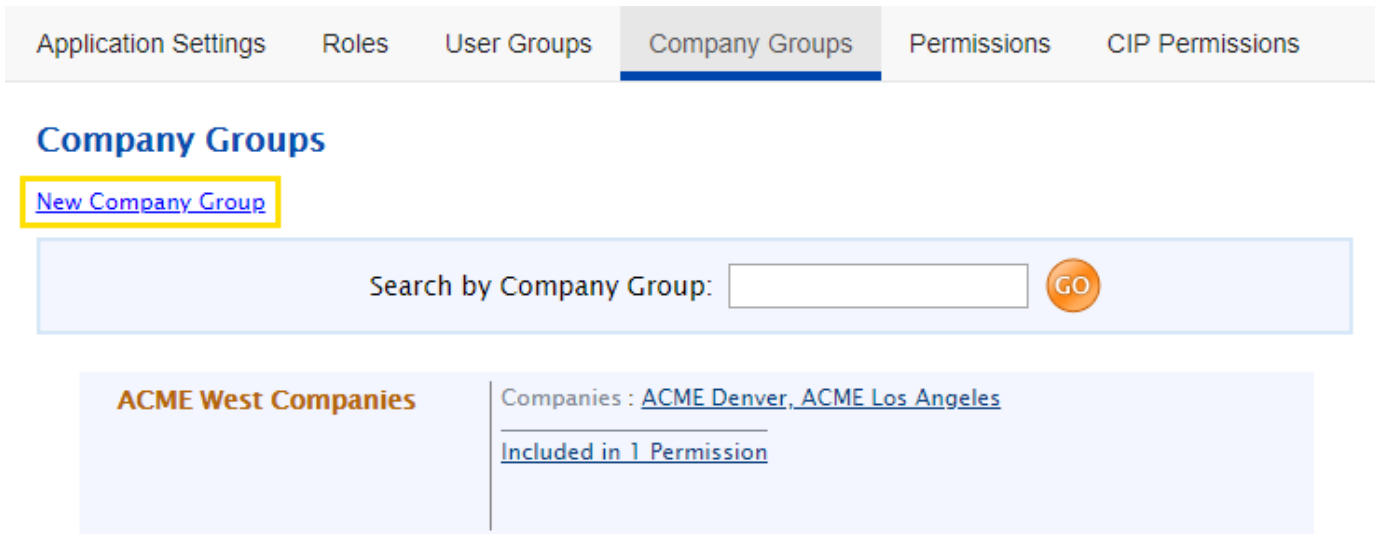 Application Settings Roles User Groups Company Groups Permissions CIP Permissions
Company Groups
New Company Group
Search by Company Group: GO
ACME West Companies Companies : ACME Denver, ACME Los Angeles
Included in 1 Permission